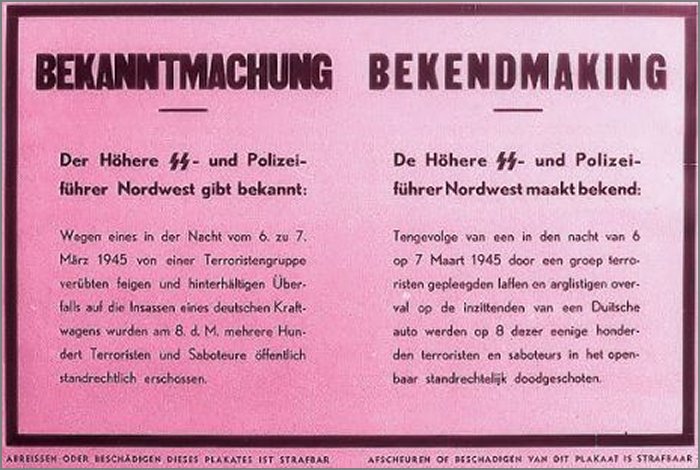 BEKANNTMACHUNG
Der Höhere SS- und Polizei-
führer Nordwest gibt bekannt:
Wegen eines in der Nacht vom 6. zu 7.
März 1945 von einer Terroristengruppe
verübten feigen und hinterhältigen Über-
falls auf die Insassen eines deutschen Kraft-
wagens wurden am 8. d. M. mehrere Hun-
dert Terroristen und Saboteure öffentlich
standrechtlich erschossen.
BEKENDMAKING
De Höhere SS- und Polizei-
führer Nordwest maakt bekend:
Tengevolge van een in den nacht van 6
op 7 Maart 1945 door een groep terro-
risten gepleegden laffen en arglistigen over-
val op de inzittenden van een Duitsche
auto werden op 8 dezer eenige honder-
den terroristen en saboteurs in het open-
baar standrechtelijk doodgeschoten.
ABREISSEN ODER BESCHÄDIGEN DIESES PLAKATES IST STRAFBAR
AFSCHEUREN OF BESCHADIGEN VAN DIT PLAKAAT IS STRAFBAAR